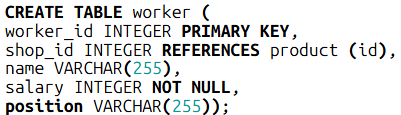 CREATE TABLE worker (
worker_id INTEGER PRIMARY KEY,
shop_id INTEGER REFERENCES product (id),
name VARCHAR(255),
salary INTEGER NOT NULL,
position VARCHAR(255));